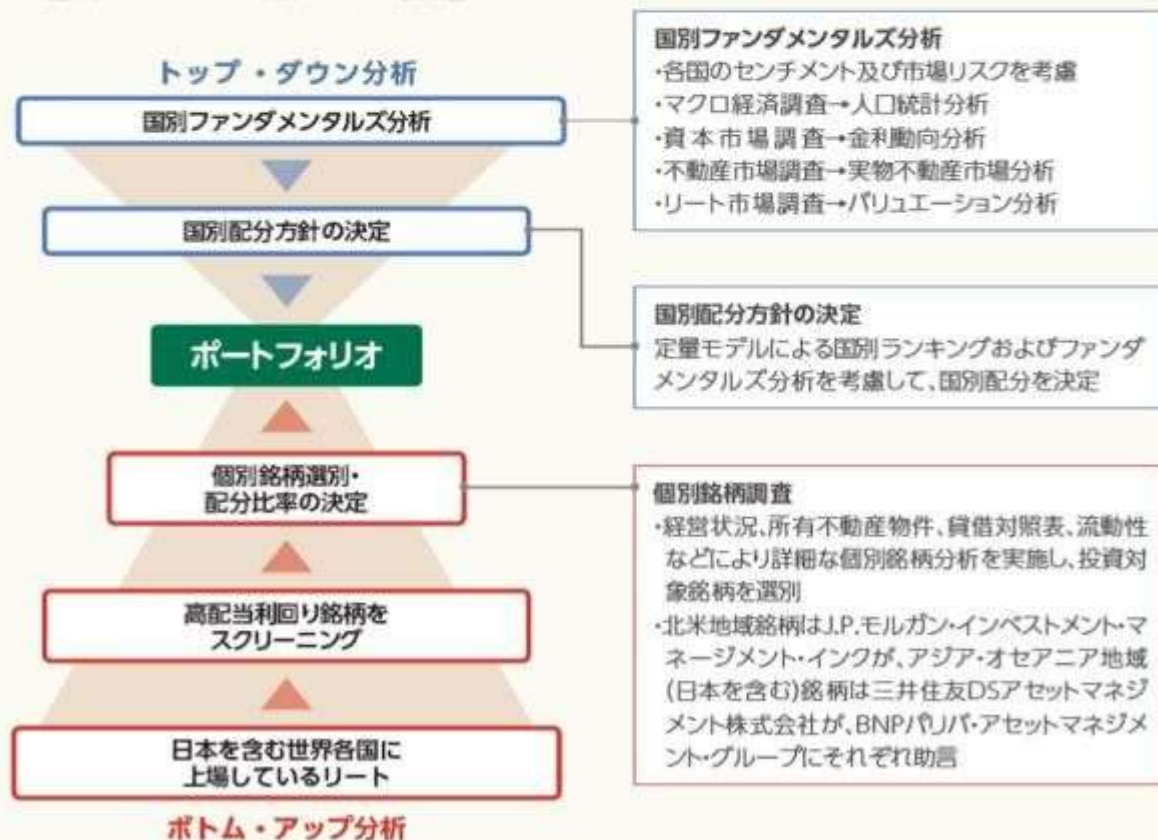 トップ・ダウン分析
国別ファンダメンタルズ分析
国別配分方針の決定
ポートフォリオ
個別銘柄選別・
配分比率の決定
高配当利回り銘柄を
スクリーニング
日本を含む世界各国に
上場しているリート
ボトム・アップ分析
国別ファンダメンタルズ分析
・各国のセンチメント及び市場リスクを考慮
・マクロ経済調査→人口統計分析
・資本市場調査→金利動向分析
・不動産市場調査→実物不動産市場分析
・リート市場調査→バリュエーション分析
国別配分方針の決定
定量モデルによる国別ランキングおよびファンダ
メンタルズ分析を考慮して、国別配分を決定
個別銘柄調査
・経営状況、所有不動産物件、貸借対照表、流動性
などにより詳細な個別銘柄分析を実施し、投資対
象銘柄を選別
・北米地域銘柄はJ.P.モルガン・インベストメント・マ
ネージメント・インクが、アジア・オセアニア地域
(日本を含む)銘柄は三井住友DSアセットマネジ
メント株式会社が、BNPパリバ・アセットマネジメ
ント・グループにそれぞれ助言